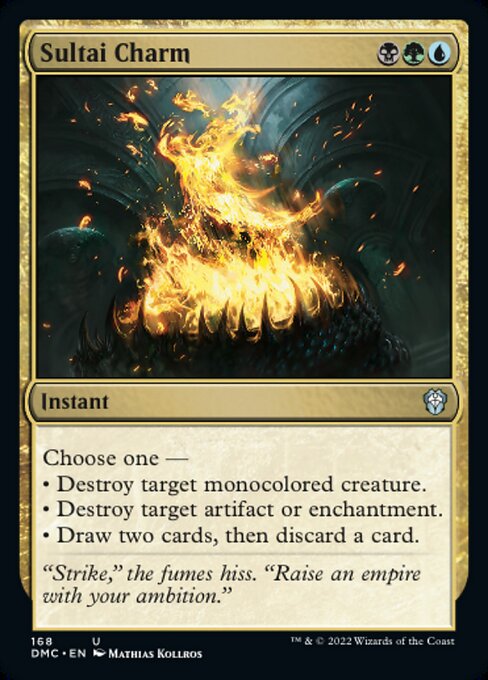 Sultai Charm
Instant
Choose one —
• Destroy target monocolored creature.
• Destroy target artifact or enchantment.
• Draw two cards, then discard a card.
“Strike,” the fumes hiss. “Raise an empire
with your ambition.”
168 U
DMC • EN Mathias Kollros
™ & © 2022 Wizards of the Coast